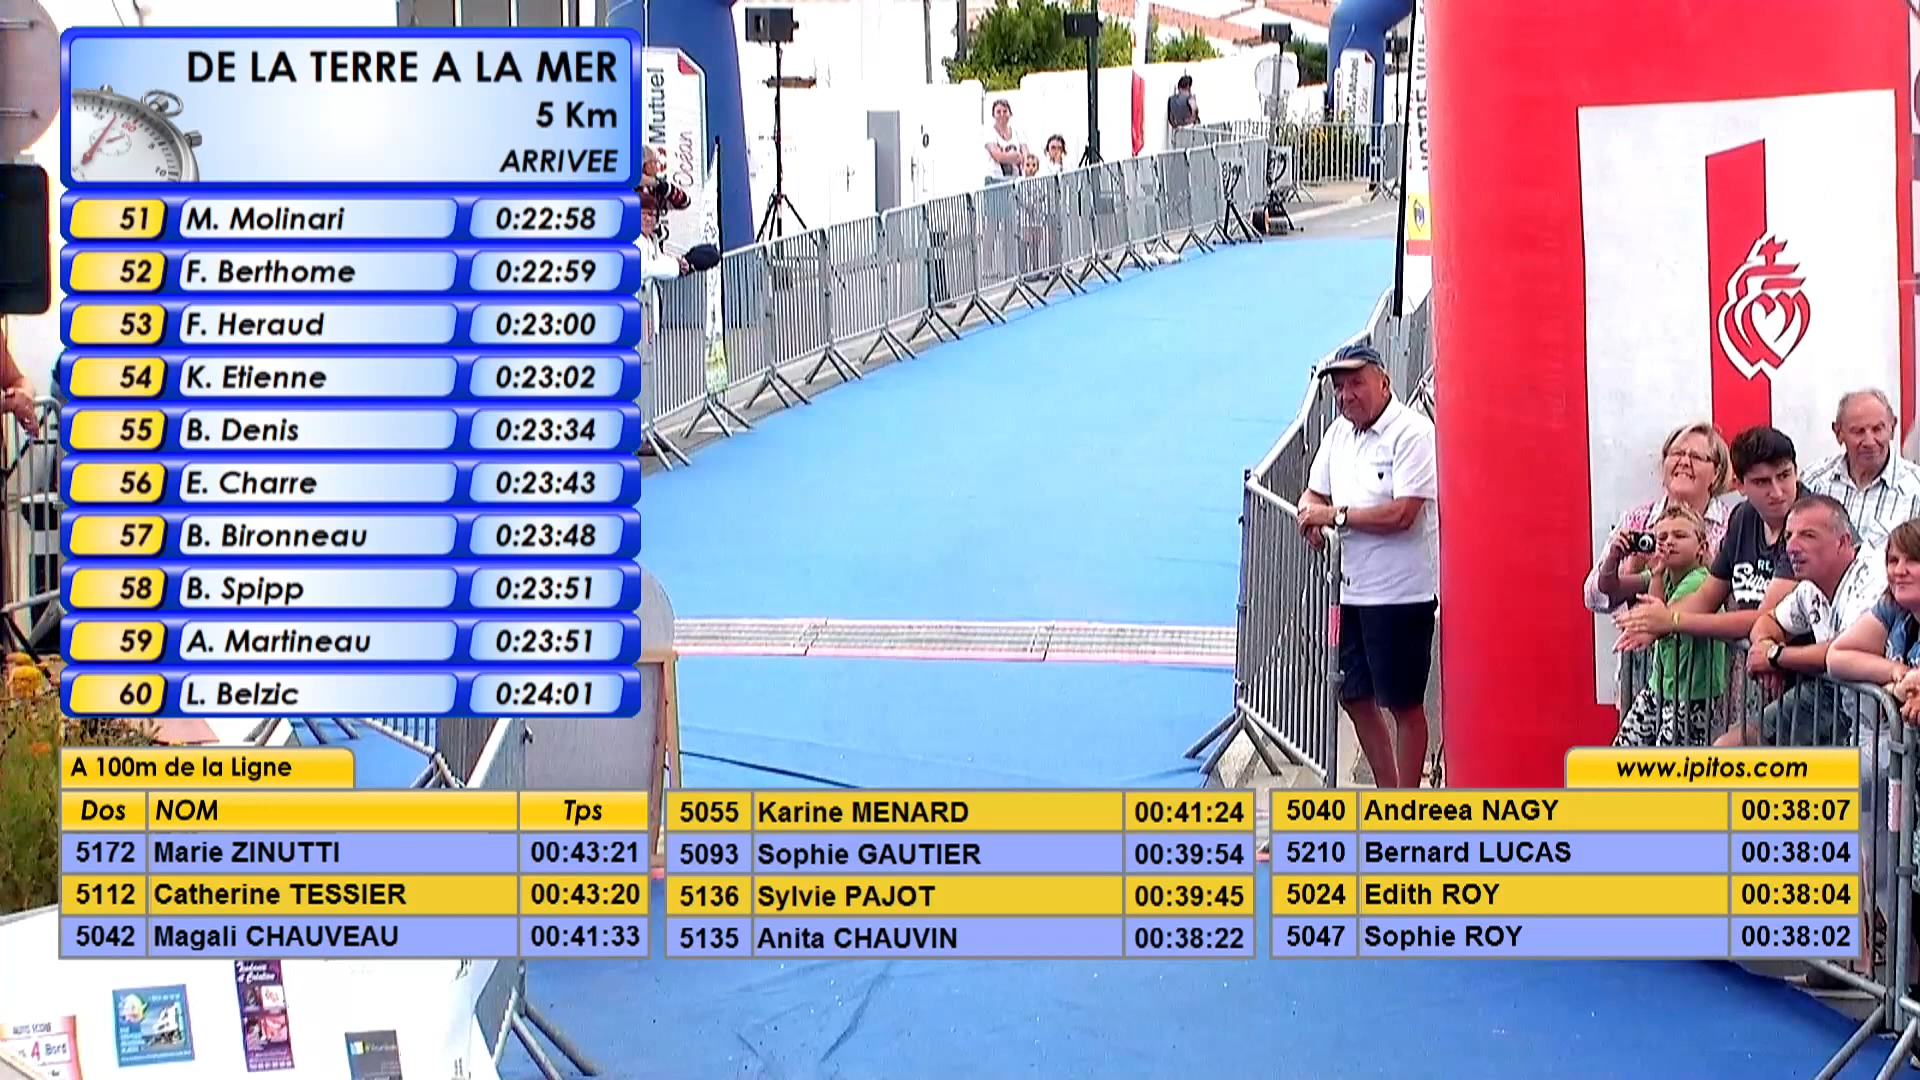 DE LA TERRE A LA MER
5 Km
ARRIVEE
51 M. Molinari 0:22:58
52 F. Berthome 0:22:59
53 F. Heraud 0:23:00
54 K. Etienne 0:23:02
55 B. Denis 0:23:34
56 E. Charre 0:23:43
57 B. Bironneau 0:23:48
58 B. Spipp 0:23:51
59 A. Martineau 0:23:51
60 L. Belzic 0:24:01
A 100m de la Ligne
www.ipitos.com
Dos NOM Tps
5172 Marie ZINUTTI 00:43:21
5112 Catherine TESSIER 00:43:20
5042 Magali CHAUVEAU 00:41:33
5055 Karine MENARD 00:41:24
5093 Sophie GAUTIER 00:39:54
5136 Sylvie PAJOT 00:39:45
5135 Anita CHAUVIN 00:38:22
5040 Andreea NAGY 00:38:07
5210 Bernard LUCAS 00:38:04
5024 Edith ROY 00:38:04
5047 Sophie ROY 00:38:02
Mutuel
Océan